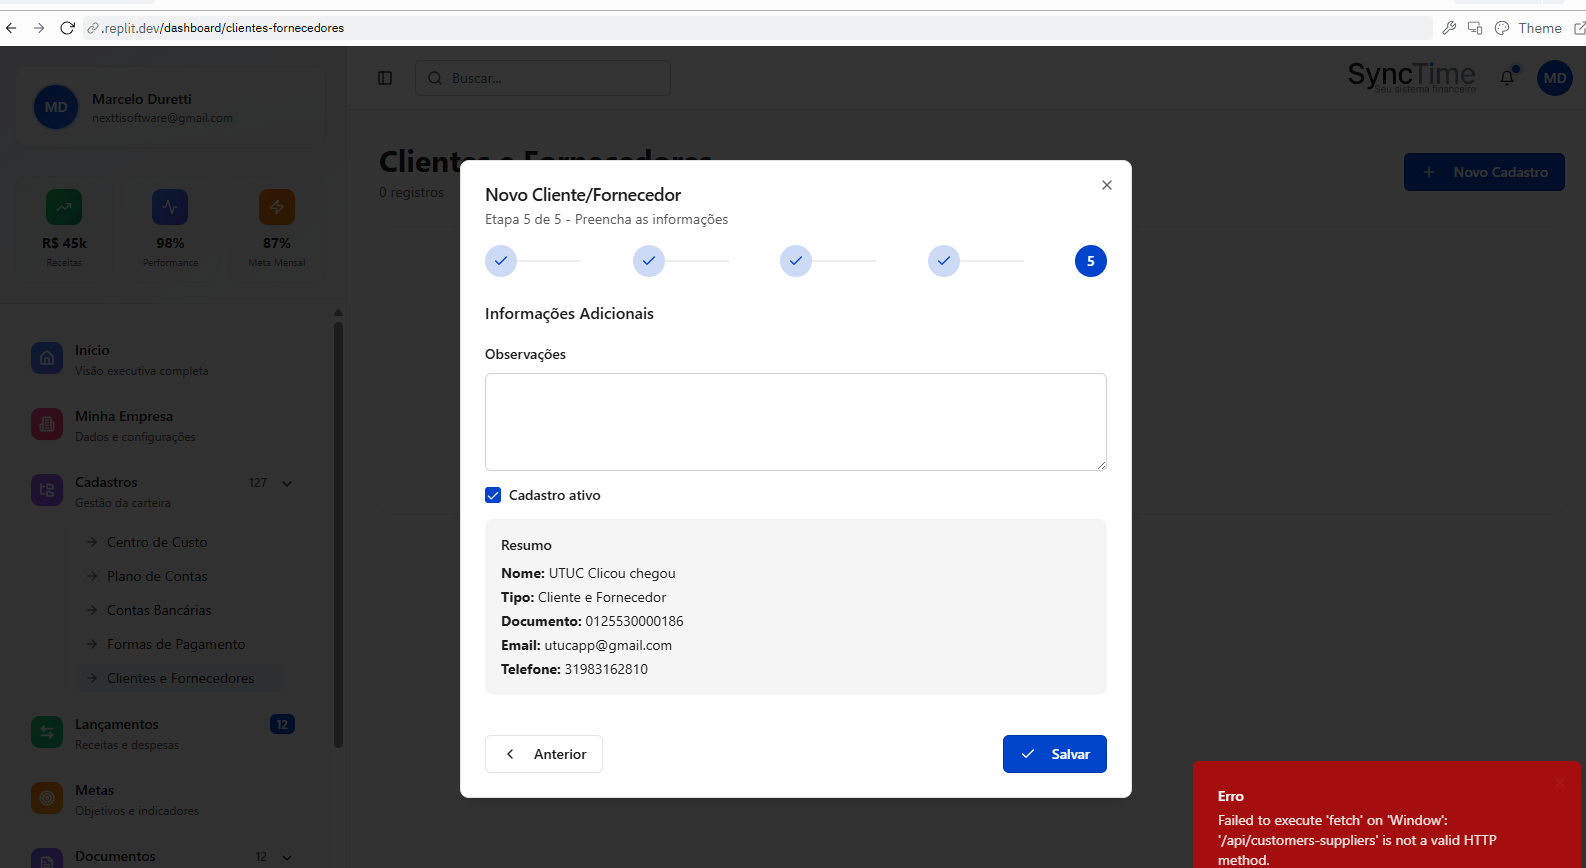 .replit.dev/dashboard/clientes-fornecedores
Theme
MD
Marcelo Duretti
nexttisoftware@gmail.com
Buscar...
SyncTime
Seu sistema financeiro
MD
R$ 45k
Receitas
98%
Performance
87%
Meta Mensal
Clientes e Fornecedores
0 registros
Novo Cadastro
Início
Visão executiva completa
Minha Empresa
Dados e configurações
Cadastros
127
Gestão da carteira
Centro de Custo
Plano de Contas
Contas Bancárias
Formas de Pagamento
Clientes e Fornecedores
Lançamentos
12
Receitas e despesas
Metas
Objetivos e indicadores
Documentos
12
Novo Cliente/Fornecedor
Etapa 5 de 5 - Preencha as informações
5
Informações Adicionais
Observações
Cadastro ativo
Resumo
Nome: UTUC Clicou chegou
Tipo: Cliente e Fornecedor
Documento: 0125530000186
Email: utucapp@gmail.com
Telefone: 31983162810
Anterior
Salvar
Erro
Failed to execute 'fetch' on 'Window':
'/api/customers-suppliers' is not a valid HTTP
method.